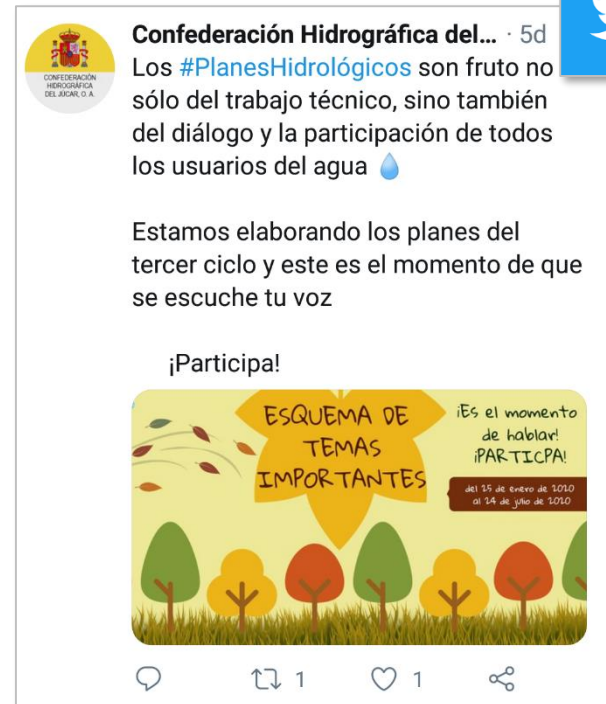 CONFEDERACIÓN
HIDROGRÁFICA
DEL JÚCAR, O. A.
Confederación Hidrográfica del... · 5d
Los #PlanesHidrológicos son fruto no
sólo del trabajo técnico, sino también
del diálogo y la participación de todos
los usuarios del agua 💧
Estamos elaborando los planes del
tercer ciclo y este es el momento de que
se escuche tu voz
¡Participa!
ESQUEMA DE
TEMAS
IMPORTANTES
¡Es el momento
de hablar!
¡PARTICPA!
del 25 de enero de 2020
al 24 de julio de 2020
1
1